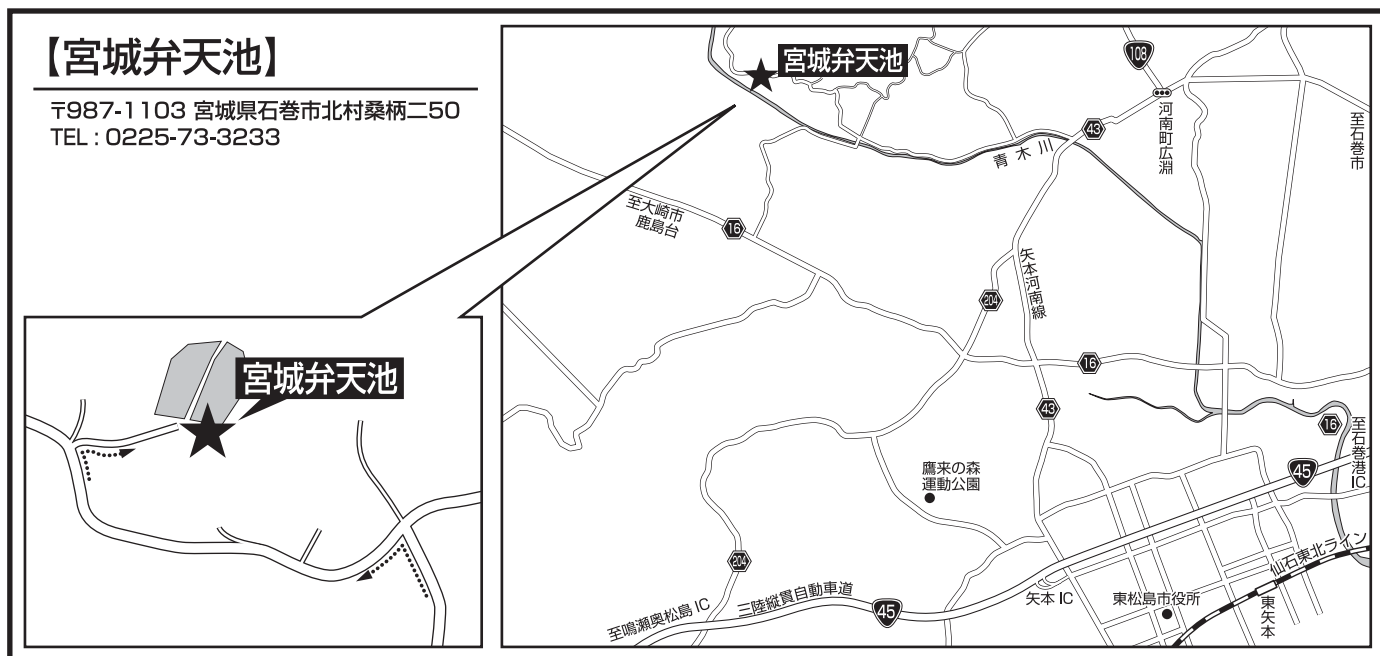 【宮城弁天池】
〒987-1103 宮城県石巻市北村桑柄二50
TEL : 0225-73-3233
宮城弁天池
108
43
河南町広淵
至石巻市
青木川
至大崎市
鹿島台
16
204
矢本河南線
16
43
16
至石巻港IC
45
鷹来の森
運動公園
204
至鳴瀬奥松島 IC
三陸縦貫自動車道
45
矢本 IC
東松島市役所
仙石東北ライン
東矢本
宮城弁天池